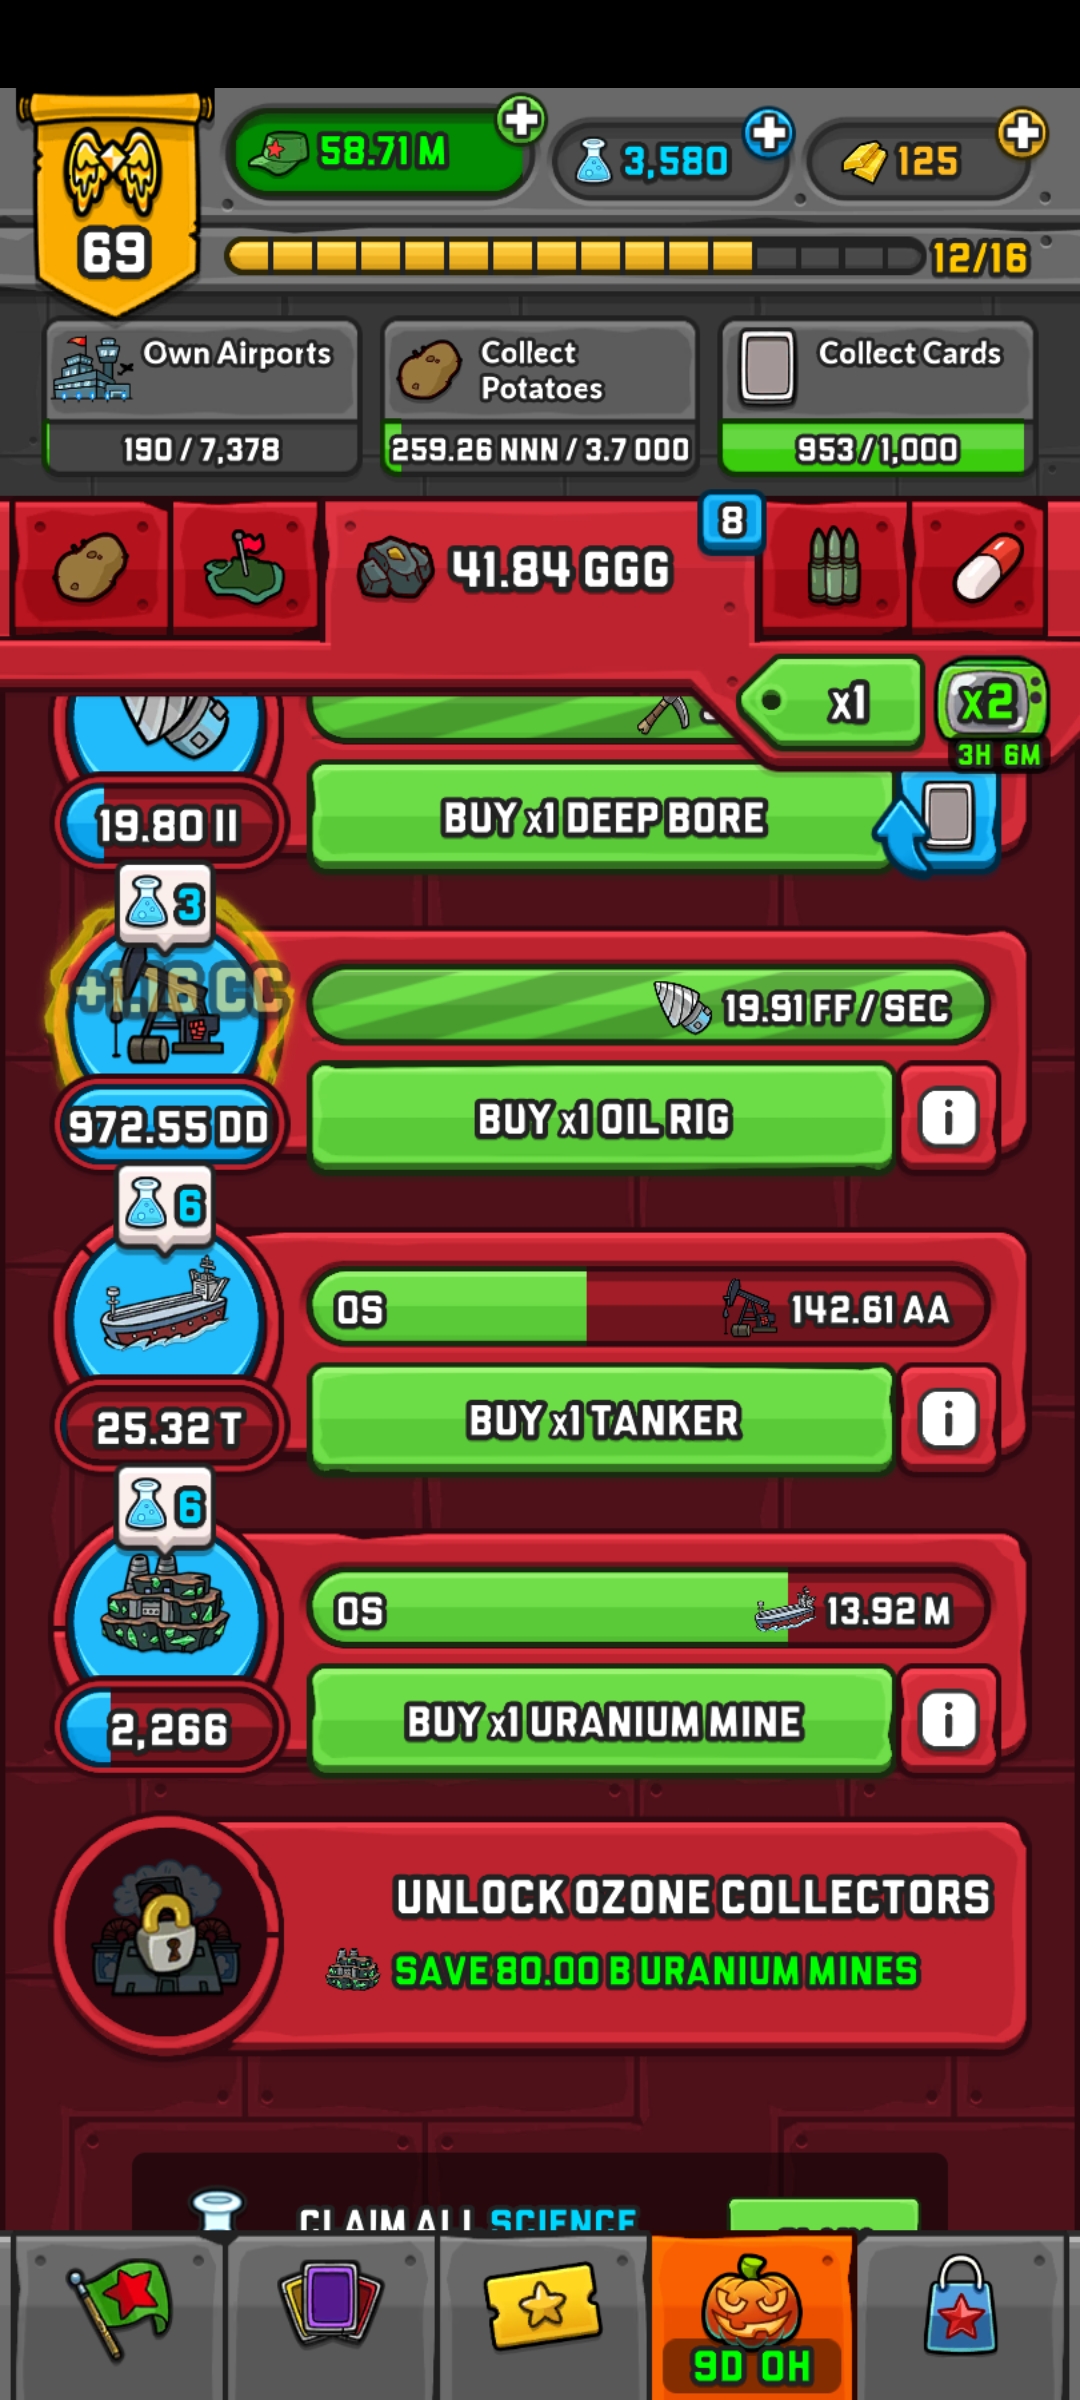 58.71 M
3,580
125
69
12/16
Own Airports
190 / 7,378
Collect
Potatoes
259.26 NNN / 3.7 OOO
Collect Cards
953 / 1,000
41.84 GGG
8
x1
x2
3H 6M
19.80 II
BUY x1 DEEP BORE
3
+1.16 CC
19.91 FF / SEC
972.55 DD
BUY x1 OIL RIG
i
6
0S
142.61 AA
25.32 T
BUY x1 TANKER
i
6
0S
13.92 M
2,266
BUY x1 URANIUM MINE
i
UNLOCK OZONE COLLECTORS
SAVE 80.00 B URANIUM MINES
CLAIM ALL SCIENCE
9D 0H